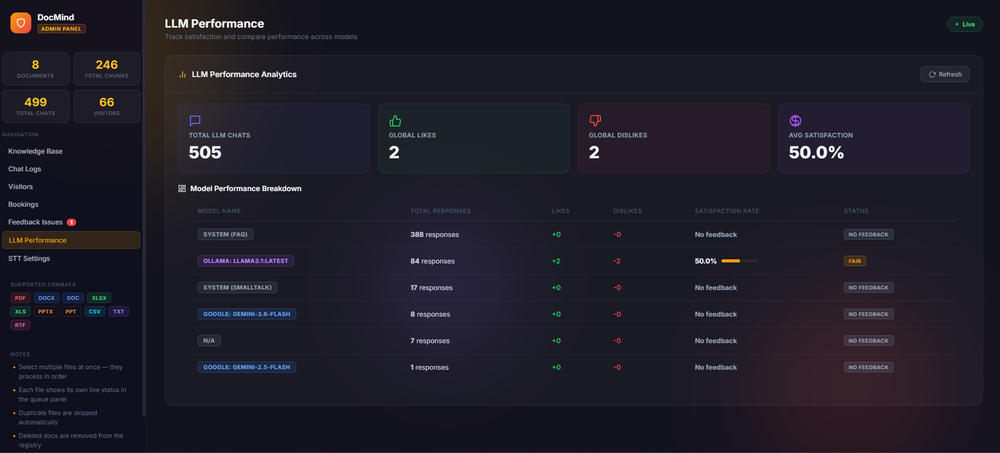 DocMind
ADMIN PANEL
8
DOCUMENTS
246
TOTAL CHUNKS
499
TOTAL CHATS
66
VISITORS
NAVIGATION
Knowledge Base
Chat Logs
Visitors
Bookings
Feedback Issues 1
LLM Performance
STT Settings
SUPPORTED FORMATS
PDF DOCX DOC XLSX
XLS PPTX PPT CSV TXT
RTF
NOTES
• Select multiple files at once — they
process in order
• Each file shows its own live status in
the queue panel
• Duplicate files are skipped
automatically
• Deleted docs are removed from the
registry
LLM Performance
Track satisfaction and compare performance across models
Live
LLM Performance Analytics
Refresh
TOTAL LLM CHATS
505
GLOBAL LIKES
2
GLOBAL DISLIKES
2
AVG SATISFACTION
50.0%
Model Performance Breakdown
MODEL NAME TOTAL RESPONSES LIKES DISLIKES SATISFACTION RATE STATUS
SYSTEM (FAQ) 388 responses +0 -0 No feedback NO FEEDBACK
OLLAMA: LLAMA3.1:LATEST 84 responses +2 -2 50.0% FAIR
SYSTEM (SMALLTALK) 17 responses +0 -0 No feedback NO FEEDBACK
GOOGLE: GEMINI-3.6-FLASH 8 responses +0 -0 No feedback NO FEEDBACK
N/A 7 responses +0 -0 No feedback NO FEEDBACK
GOOGLE: GEMINI-2.5-FLASH 1 responses +0 -0 No feedback NO FEEDBACK